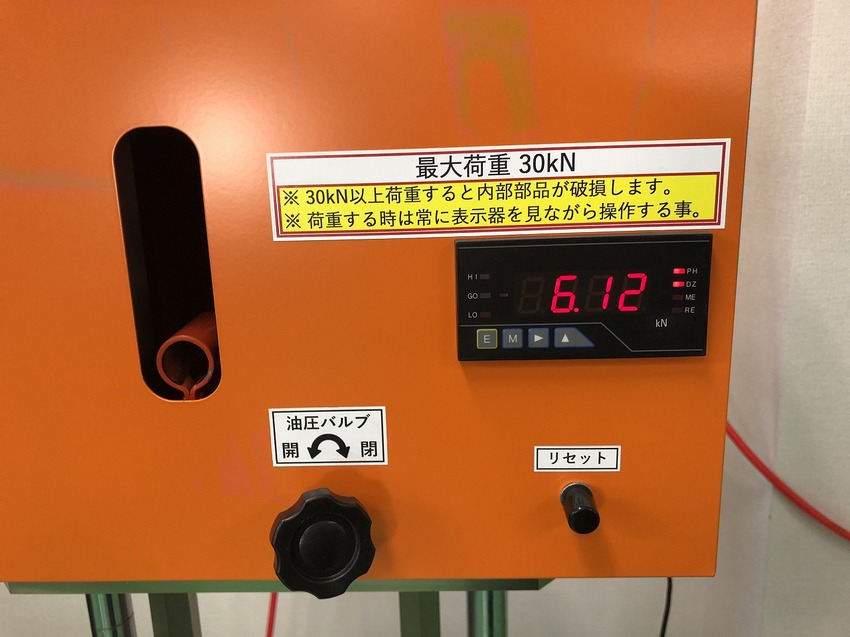 最大荷重 30kN
※ 30kN以上荷重すると内部部品が破損します。
※ 荷重する時は常に表示器を見ながら操作する事。
HI
GO
LO
6.12
PH
DZ
ME
RE
kN
E M ▶ ▲
油圧バルブ
開 閉
リセット